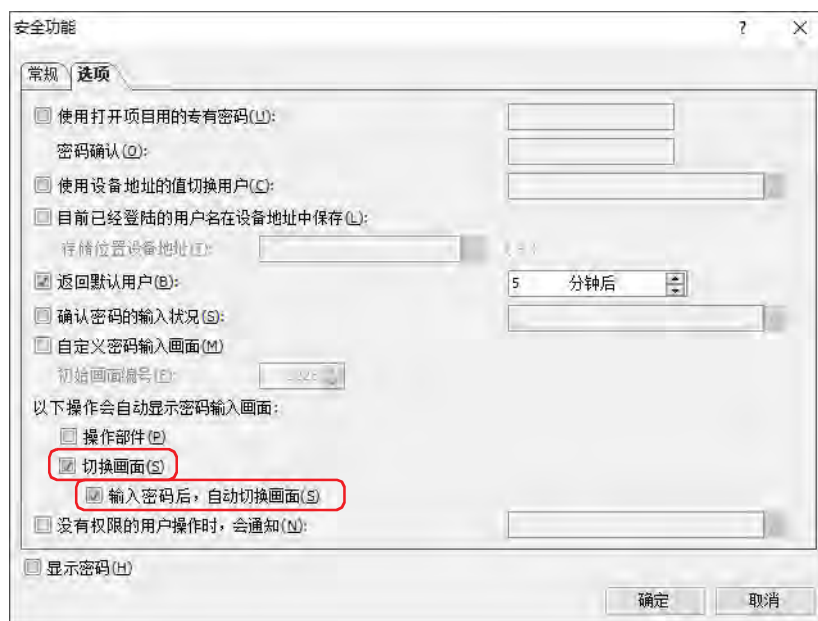 安全功能 ? ×
常规 选项
使用打开项目用的专有密码(U):
密码确认(O):
使用设备地址的值切换用户(C):
目前已经登陆的用户名在设备地址中保存(L):
存储位置设备地址(T):
返回默认用户(B): 5 分钟后
确认密码的输入状况(S):
自定义密码输入画面(M)
初始画面编号(F):
以下操作会自动显示密码输入画面:
操作部件(P)
切换画面(S)
输入密码后，自动切换画面(S)
没有权限的用户操作时，会通知(N):
显示密码(H)
确定 取消